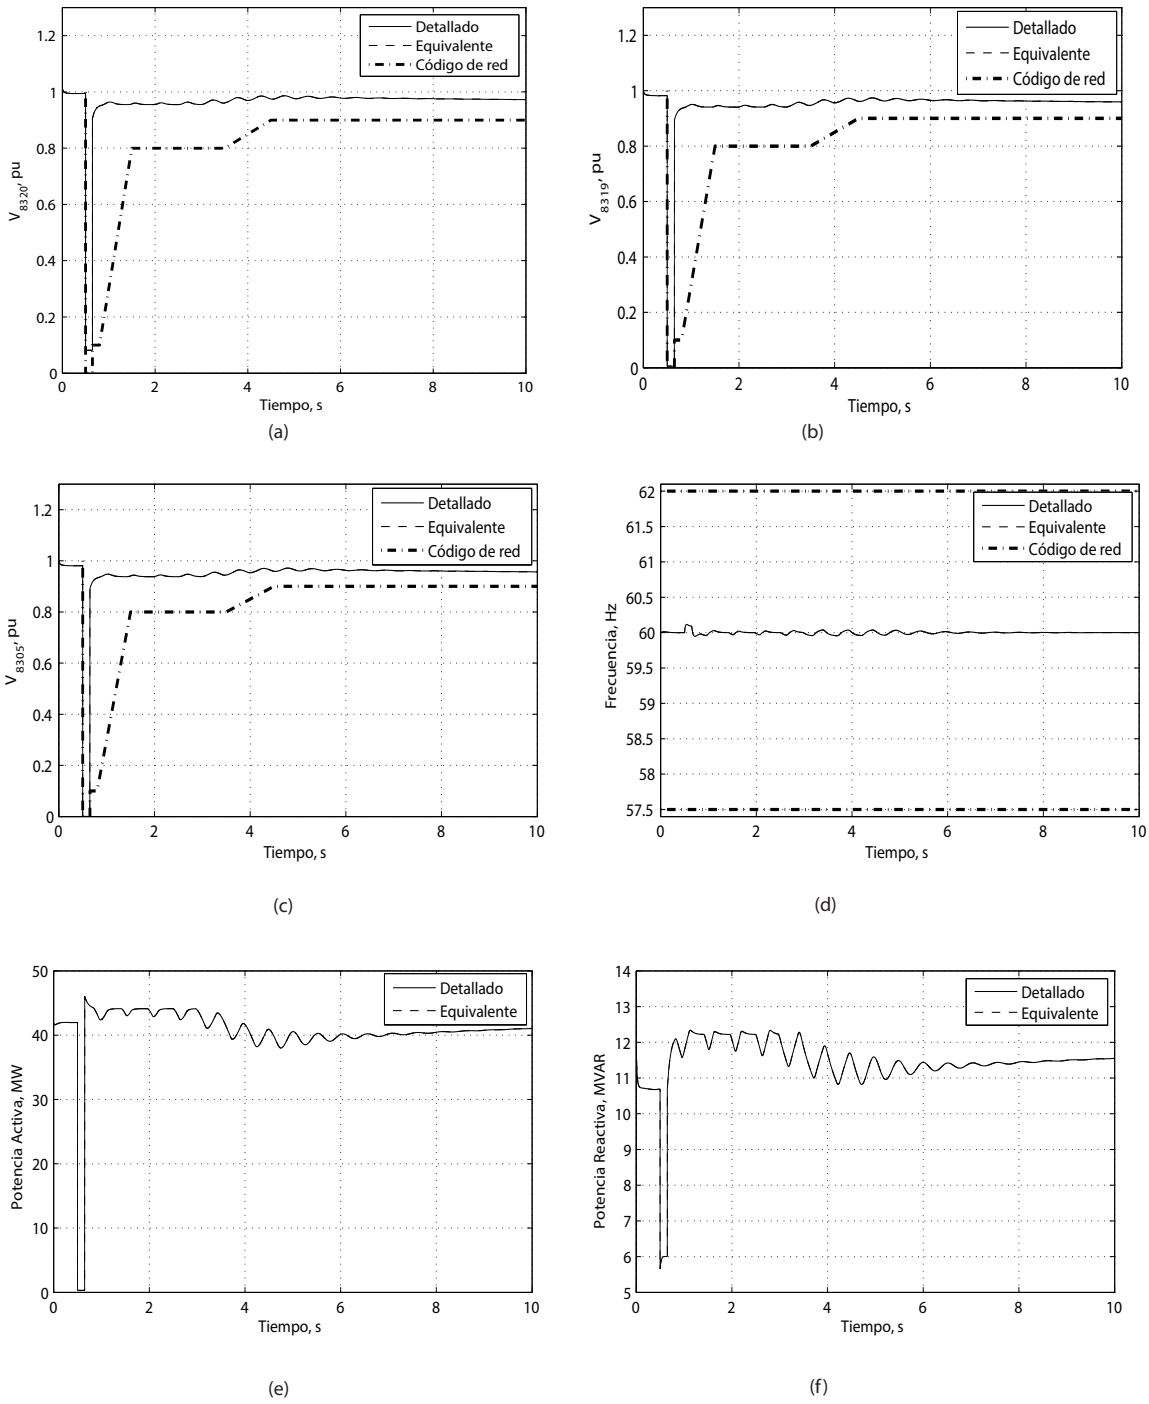 Detallado
Equivalente
Código de red
1.2
1
0.8
0.6
0.4
0.2
0
V8320, pu
0 2 4 6 8 10
Tiempo, s
(a)
Detallado
Equivalente
Código de red
1.2
1
0.8
0.6
0.4
0.2
0
V8319, pu
0 2 4 6 8 10
Tiempo, s
(b)
Detallado
Equivalente
Código de red
1.2
1
0.8
0.6
0.4
0.2
0
V8305, pu
0 2 4 6 8 10
Tiempo, s
(c)
Detallado
Equivalente
Código de red
62
61.5
61
60.5
60
59.5
59
58.5
58
57.5
Frecuencia, Hz
0 2 4 6 8 10
Tiempo, s
(d)
Detallado
Equivalente
50
40
30
20
10
0
Potencia Activa, MW
0 2 4 6 8 10
Tiempo, s
(e)
Detallado
Equivalente
14
13
12
11
10
9
8
7
6
5
Potencia Reactiva, MVAR
0 2 4 6 8 10
Tiempo, s
(f)